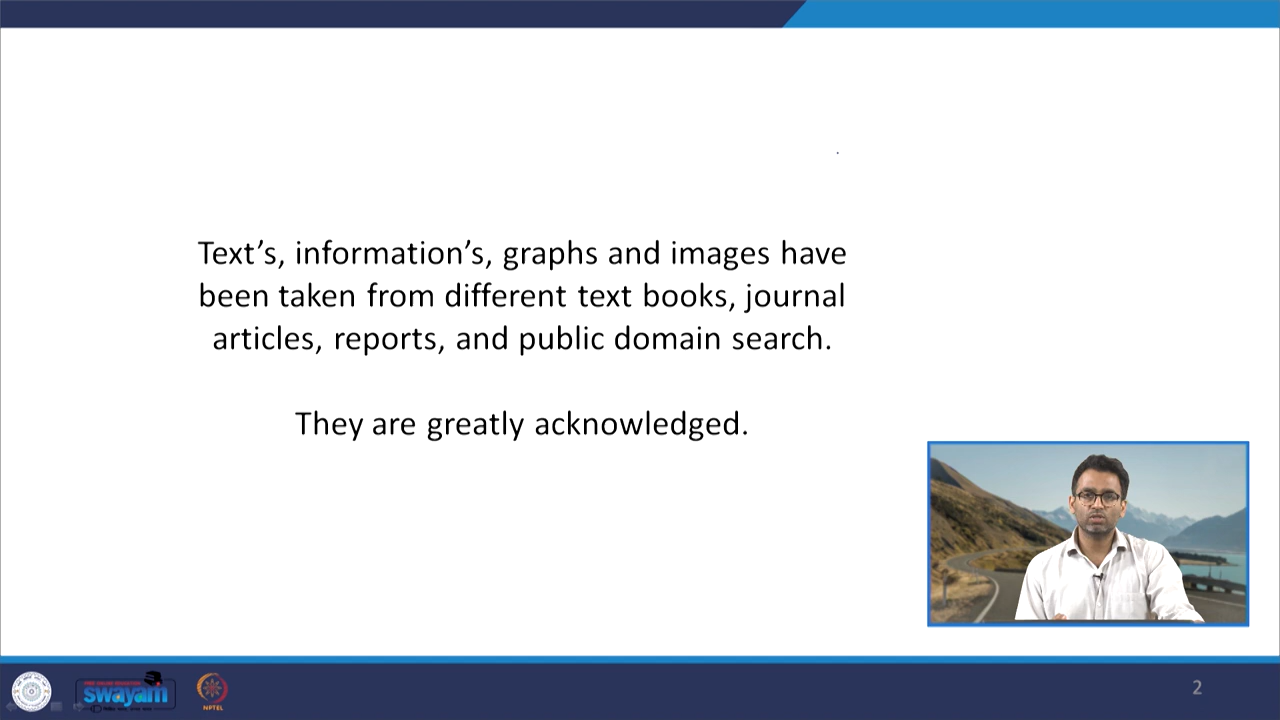 Text’s, information’s, graphs and images have
been taken from different text books, journal
articles, reports, and public domain search.
They are greatly acknowledged.
swayam
NPTEL
2